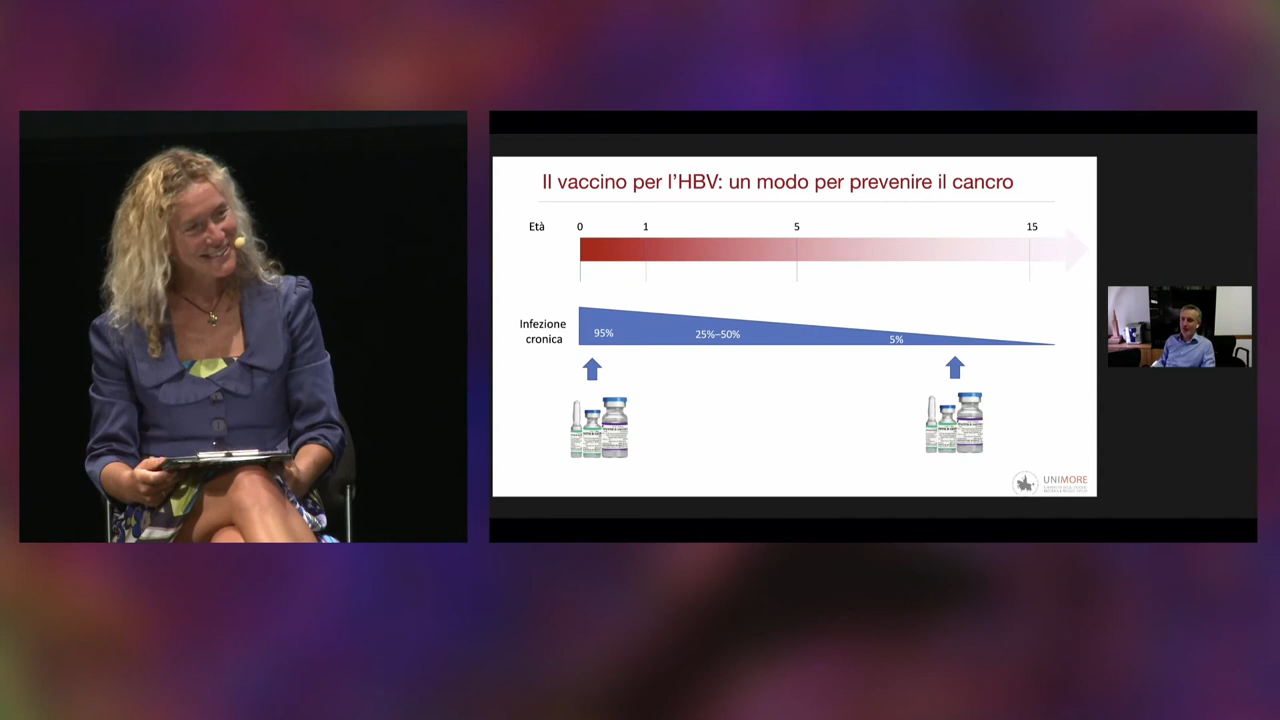 Il vaccino per l’HBV: un modo per prevenire il cancro
Età 0 1 5 15
Infezione
cronica
95% 25%–50% 5%
UNIMORE